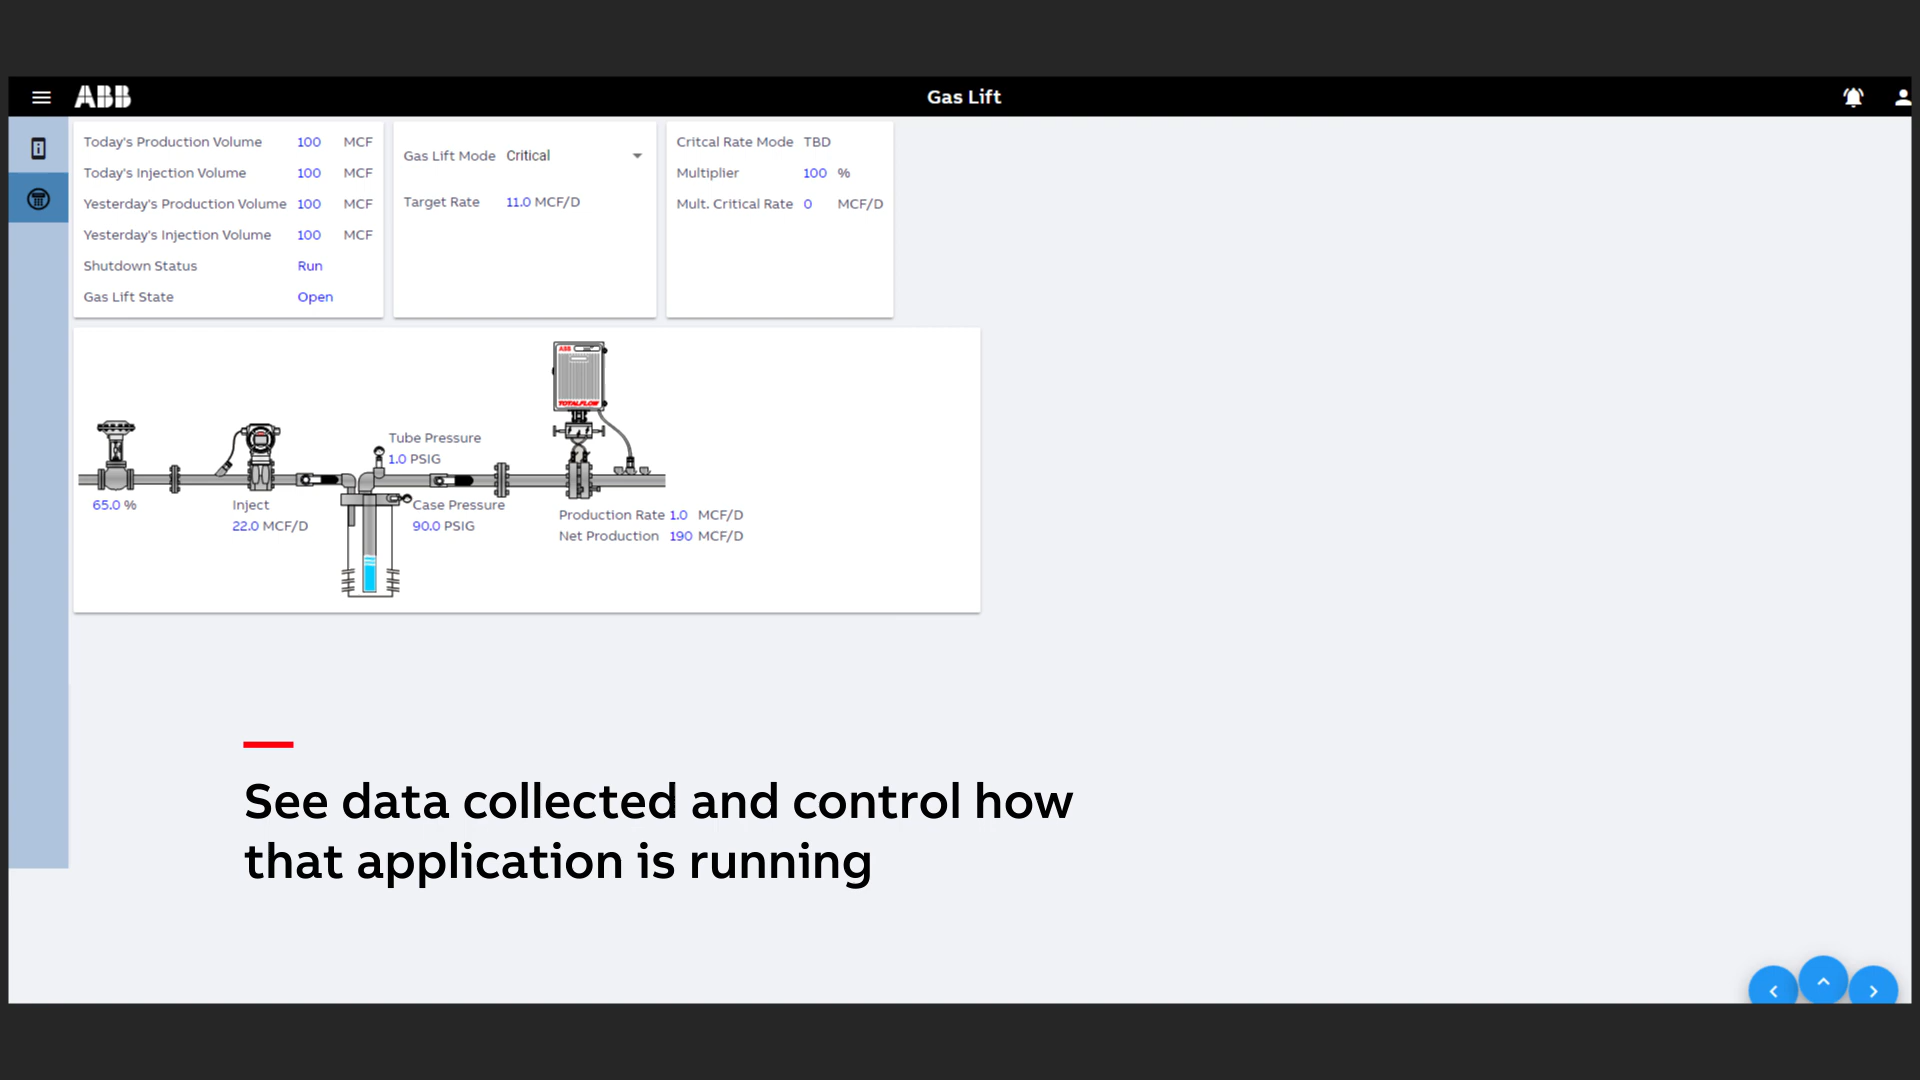 ABB
Gas Lift
Today's Production Volume 100 MCF
Today's Injection Volume 100 MCF
Yesterday's Production Volume 100 MCF
Yesterday's Injection Volume 100 MCF
Shutdown Status Run
Gas Lift State Open
Gas Lift Mode Critical
Target Rate 11.0 MCF/D
Critcal Rate Mode TBD
Multiplier 100 %
Mult. Critical Rate 0 MCF/D
ABB
TOTALFLOW
Tube Pressure
1.0 PSIG
65.0 %
Inject
22.0 MCF/D
Case Pressure
90.0 PSIG
Production Rate 1.0 MCF/D
Net Production 190 MCF/D
See data collected and control how
that application is running